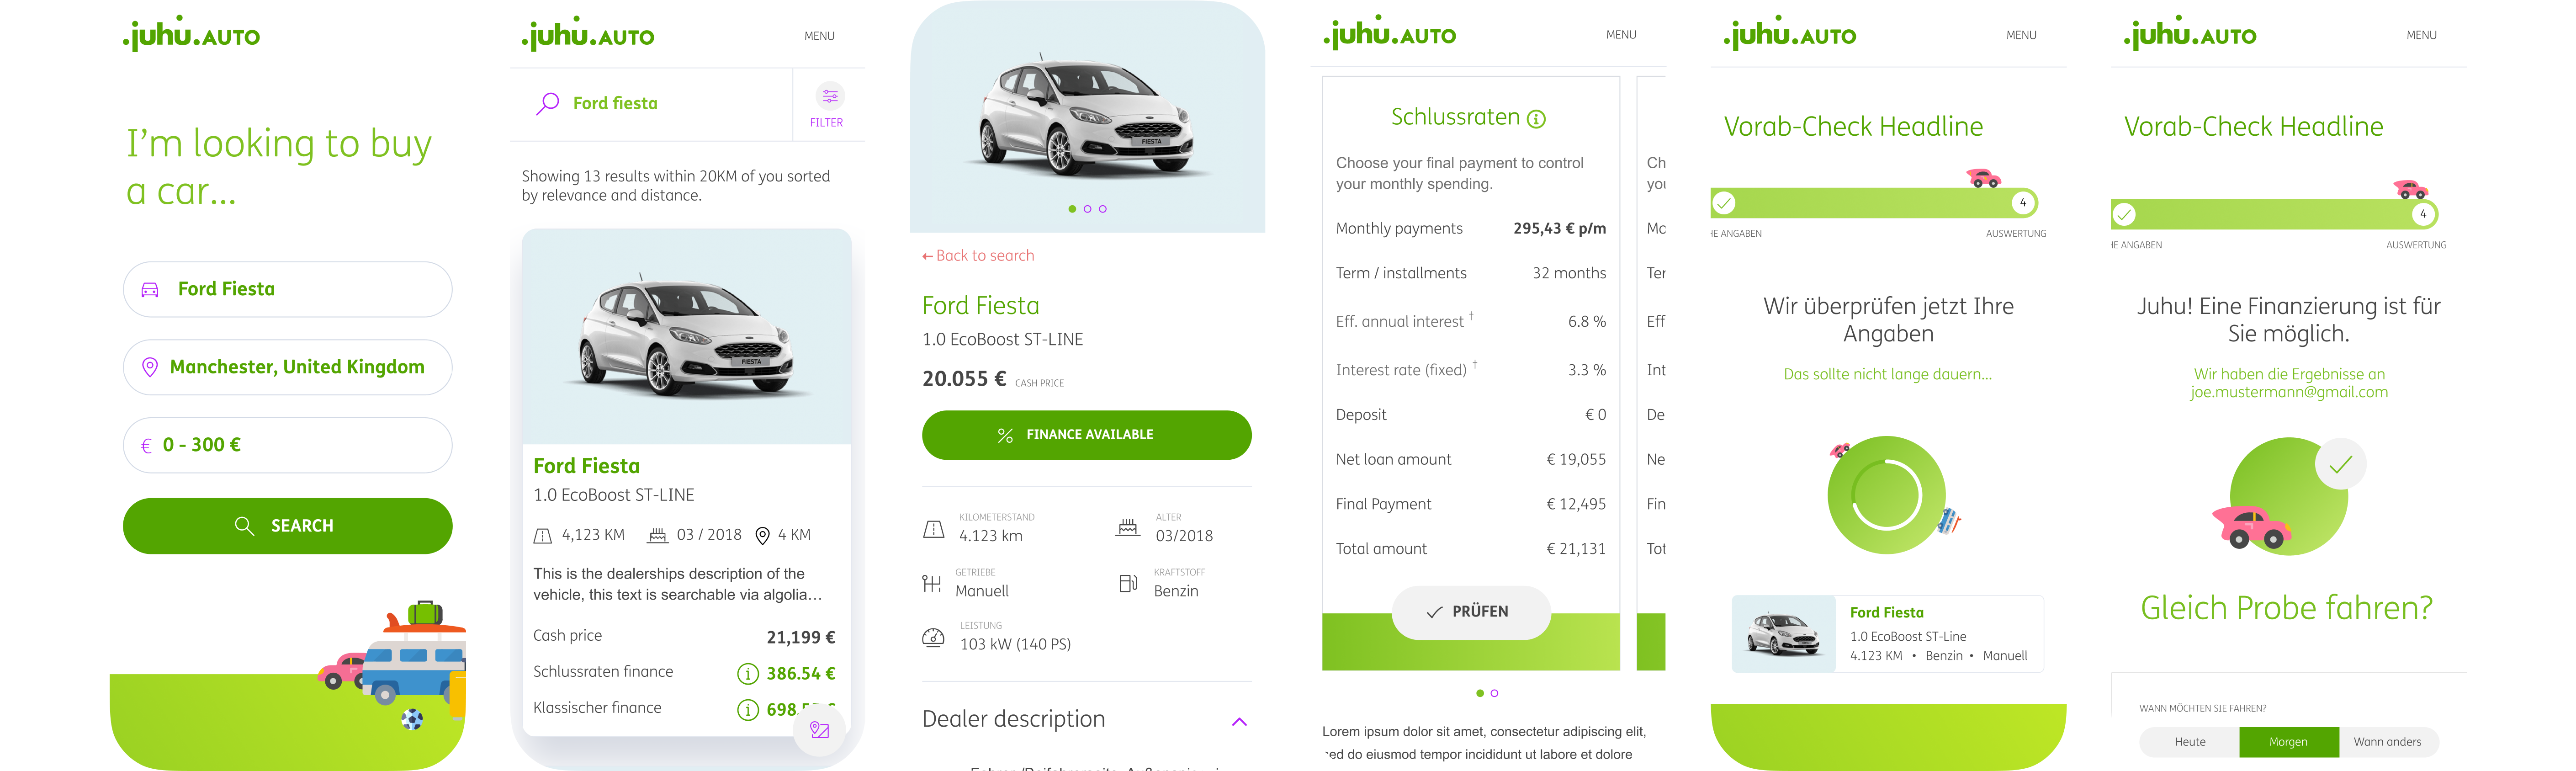 .juhu.AUTO
I'm looking to buy
a car...
Ford Fiesta
Manchester, United Kingdom
€ 0 - 300 €
SEARCH
.juhu.AUTO
MENU
Ford fiesta
FILTER
Showing 13 results within 20KM of you sorted
by relevance and distance.
FIESTA
Ford Fiesta
1.0 EcoBoost ST-LINE
4,123 KM 03 / 2018 4 KM
This is the dealerships description of the
vehicle, this text is searchable via algolia...
Cash price 21,199 €
Schlussraten finance i 386.54 €
Klassischer finance i 698.
FIESTA
← Back to search
Ford Fiesta
1.0 EcoBoost ST-LINE
20.055 € CASH PRICE
% FINANCE AVAILABLE
KILOMETERSTAND
4.123 km
ALTER
03/2018
GETRIEBE
Manuell
KRAFTSTOFF
Benzin
LEISTUNG
103 kW (140 PS)
Dealer description
.juhu.AUTO
MENU
Schlussraten i
Choose your final payment to control
your monthly spending.
Monthly payments 295,43 € p/m
Term / installments 32 months
Eff. annual interest † 6.8 %
Interest rate (fixed) † 3.3 %
Deposit € 0
Net loan amount € 19,055
Final Payment € 12,495
Total amount € 21,131
PRÜFEN
Ch
you
Mo
Ter
Eff
Int
De
Ne
Fin
Tot
Lorem ipsum dolor sit amet, consectetur adipiscing elit,
sed do eiusmod tempor incididunt ut labore et dolore
.juhu.AUTO
MENU
Vorab-Check Headline
4
HE ANGABEN AUSWERTUNG
Wir überprüfen jetzt Ihre
Angaben
Das sollte nicht lange dauern...
Ford Fiesta
1.0 EcoBoost ST-Line
4.123 KM • Benzin • Manuell
.juhu.AUTO
MENU
Vorab-Check Headline
4
HE ANGABEN AUSWERTUNG
Juhu! Eine Finanzierung ist für
Sie möglich.
Wir haben die Ergebnisse an
joe.mustermann@gmail.com
Gleich Probe fahren?
WANN MÖCHTEN SIE FAHREN?
Heute Morgen Wann anders